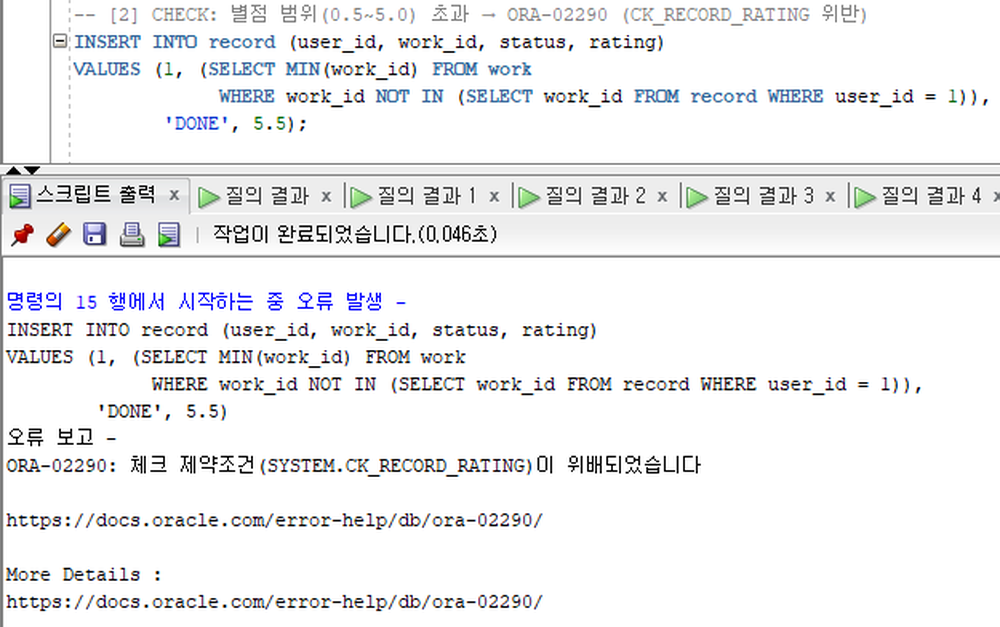 -- [2] CHECK: 별점 범위(0.5~5.0) 초과 → ORA-02290 (CK_RECORD_RATING 위반)
INSERT INTO record (user_id, work_id, status, rating)
VALUES (1, (SELECT MIN(work_id) FROM work
WHERE work_id NOT IN (SELECT work_id FROM record WHERE user_id = 1)),
'DONE', 5.5);
스크립트 출력 x 질의 결과 x 질의 결과 1 x 질의 결과 2 x 질의 결과 3 x 질의 결과 4 x
작업이 완료되었습니다.(0,046초)
명령의 15 행에서 시작하는 중 오류 발생 -
INSERT INTO record (user_id, work_id, status, rating)
VALUES (1, (SELECT MIN(work_id) FROM work
WHERE work_id NOT IN (SELECT work_id FROM record WHERE user_id = 1)),
'DONE', 5.5)
오류 보고 -
ORA-02290: 체크 제약조건(SYSTEM.CK_RECORD_RATING)이 위배되었습니다
https://docs.oracle.com/error-help/db/ora-02290/
More Details :
https://docs.oracle.com/error-help/db/ora-02290/